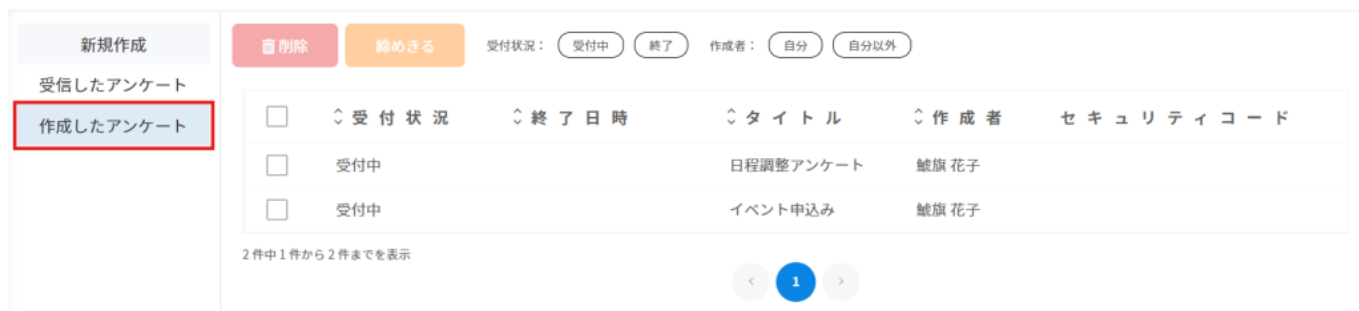 新規作成
受信したアンケート
作成したアンケート
削除 締めきる 受付状況： 受付中 終了 作成者： 自分 自分以外
受付状況 終了日時 タイトル 作成者 セキュリティコード
受付中 日程調整アンケート 鯱旗 花子
受付中 イベント申込み 鯱旗 花子
2件中1件から2件までを表示
< 1 >